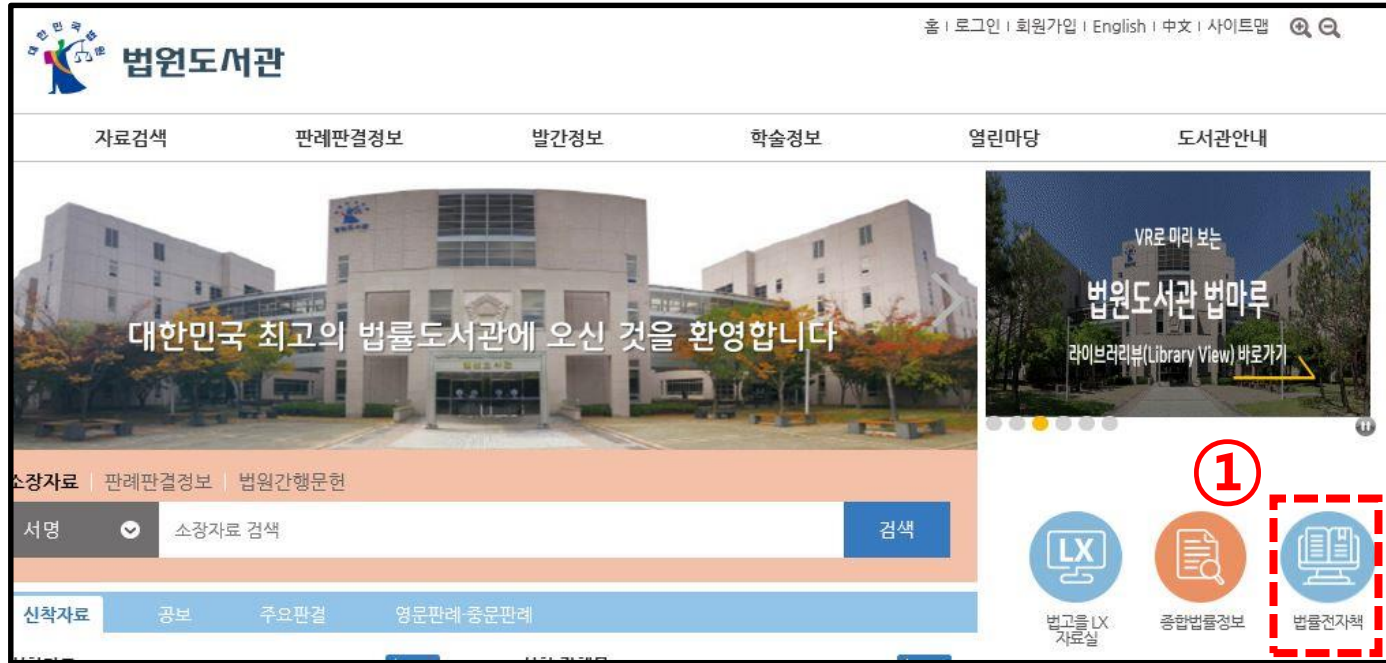 홈 | 로그인 | 회원가입 | English | 中文 | 사이트맵
대한민국법원
법원도서관
자료검색 판례판결정보 발간정보 학술정보 열린마당 도서관안내
대한민국 최고의 법률도서관에 오신 것을 환영합니다
VR로 미리 보는
법원도서관 법마루
라이브러리뷰(Library View) 바로가기
①
소장자료 | 판례판결정보 | 법원간행문헌
서명 소장자료 검색 검색
LX
법고을 LX
자료실
종합법률정보
법률전자책
신착자료 공보 주요판결 영문판례·중문판례